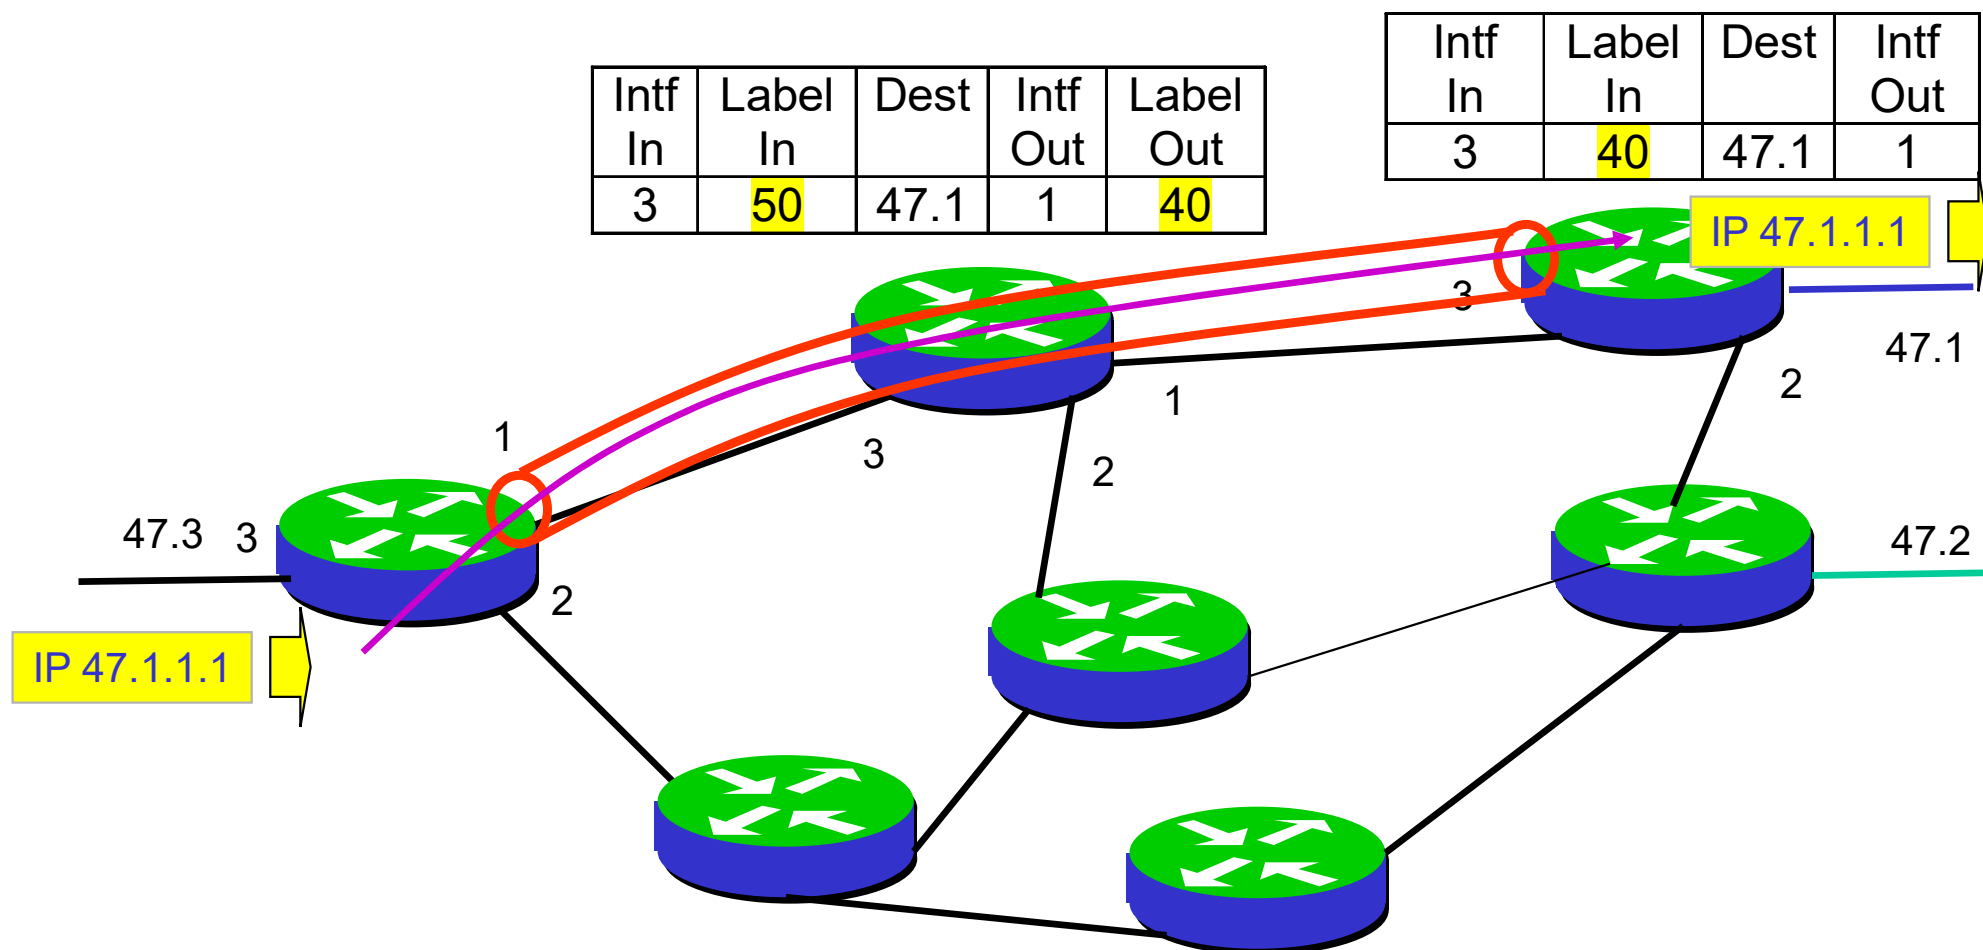 Intf Label Dest Intf
In In Out
3 40 47.1 1
Intf Label Dest Intf Label
In In Out Out
3 50 47.1 1 40
IP 47.1.1.1
3
47.1
1
2
1
3
2
47.3 3
47.2
2
IP 47.1.1.1